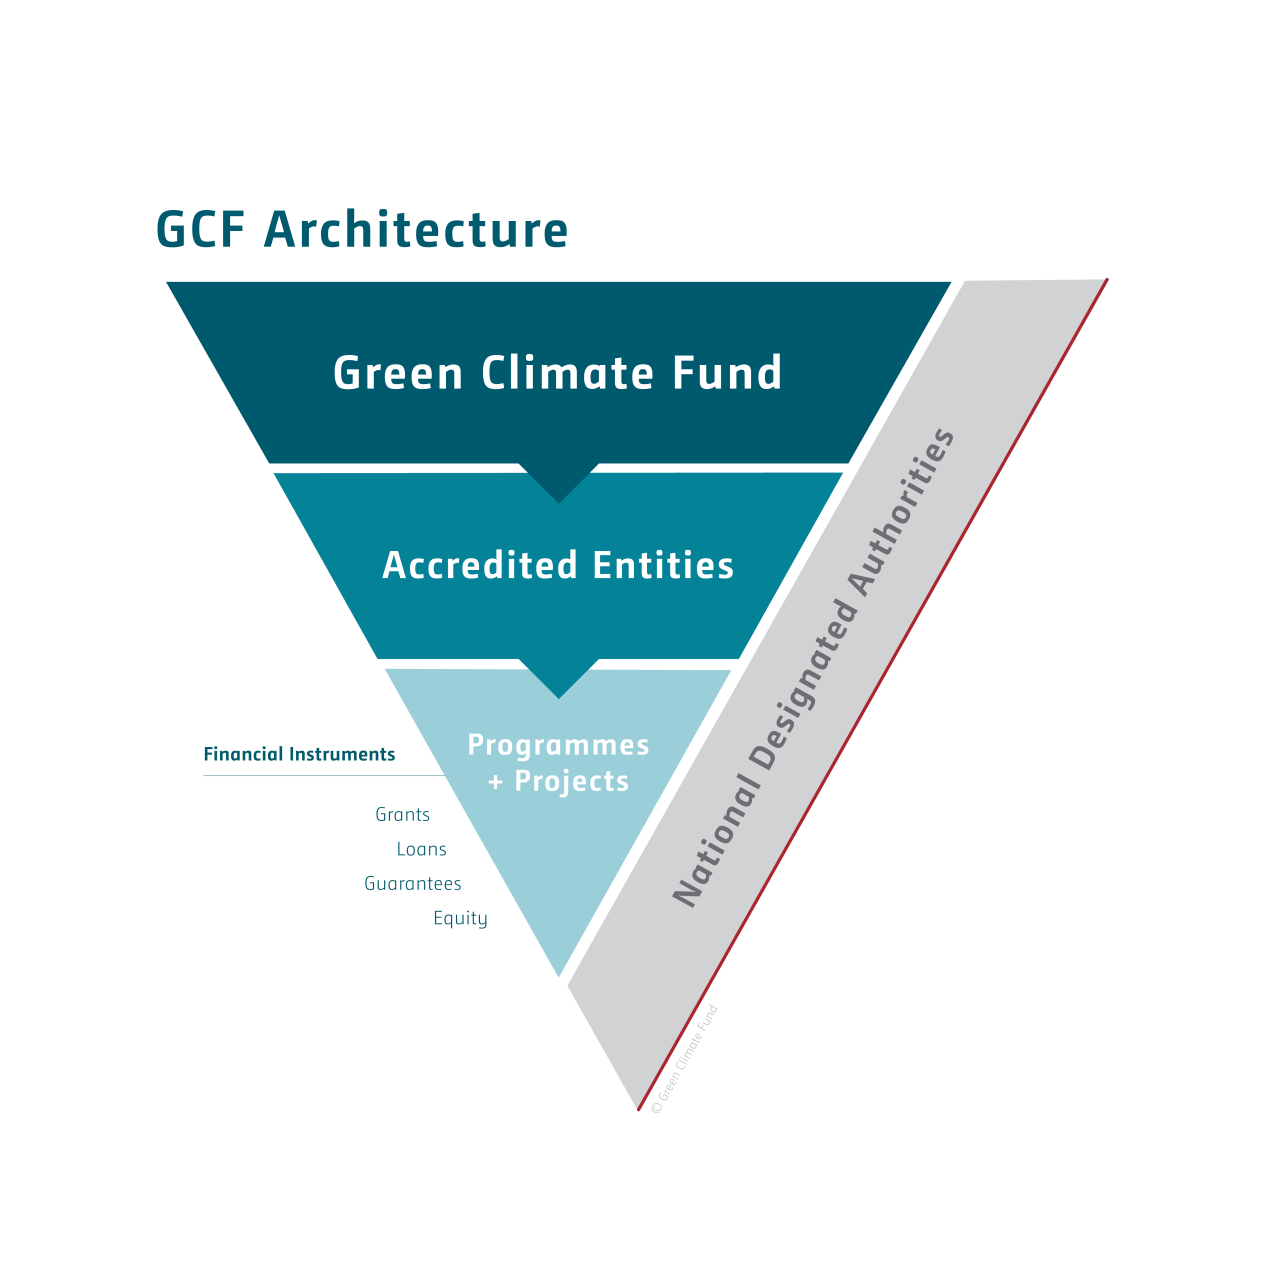 GCF Architecture
Green Climate Fund
Accredited Entities
Programmes
+ Projects
Financial Instruments
Grants
Loans
Guarantees
Equity
National Designated Authorities
© Green Climate Fund